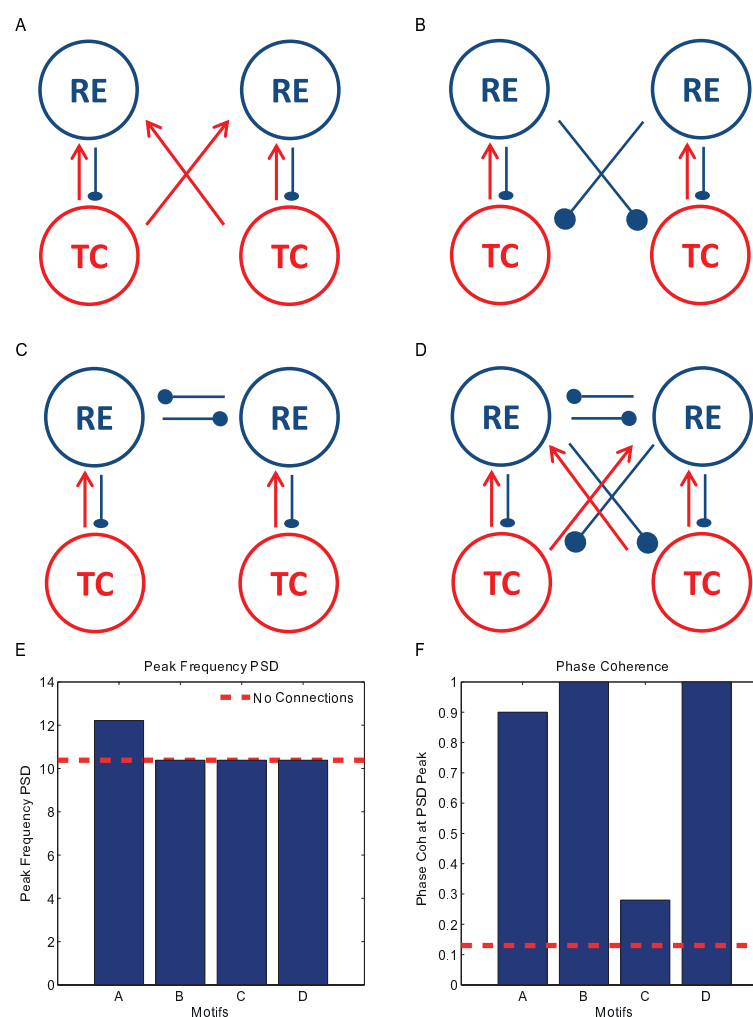 A
B
RE
RE
RE
RE
TC
TC
TC
TC
C
D
RE
RE
RE
RE
TC
TC
TC
TC
E
F
Peak Frequency PSD
No Connections
Peak Frequency PSD
14
12
10
8
6
4
2
0
A B C D
Motifs
Phase Coherence
Phase Coh at PSD Peak
1
0.9
0.8
0.7
0.6
0.5
0.4
0.3
0.2
0.1
0
A B C D
Motifs